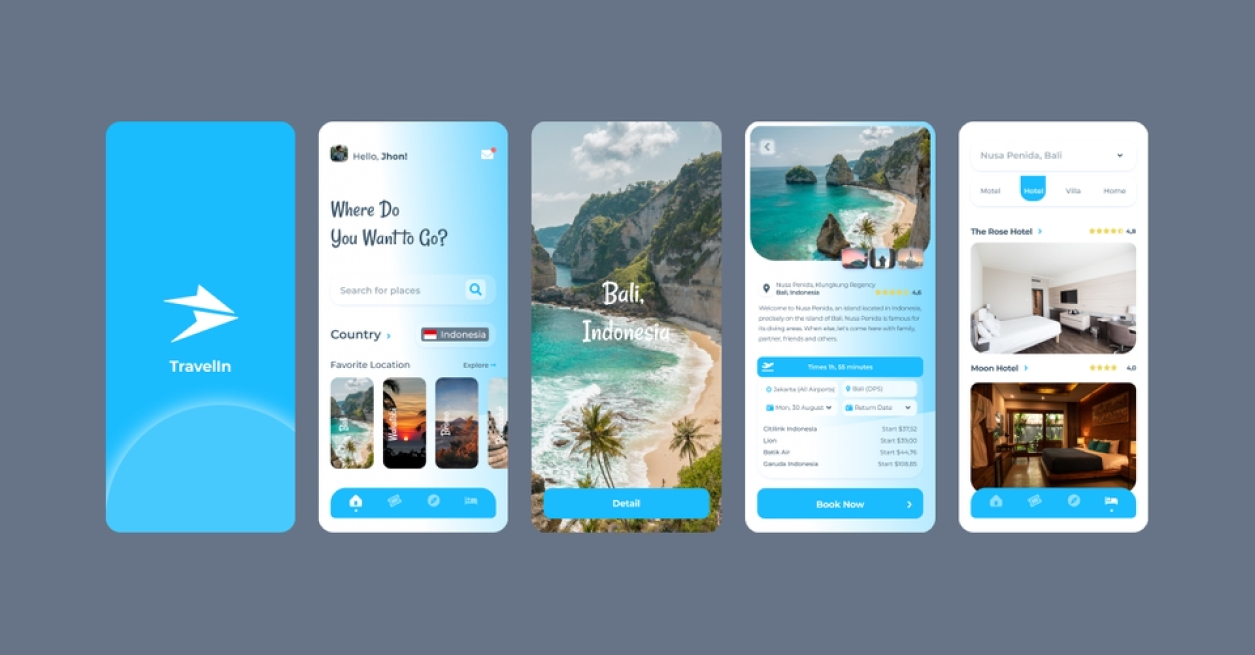 TravelIn
Hello, Jhon!
Where Do
You Want to Go?
Search for places
Country
Indonesia
Favorite Location
Explore
Bali
Bali,
Indonesia
Detail
Nusa Penida, Klungkung Regency
Bali, Indonesia
4,8
Welcome to Nusa Penida, an island located in Indonesia,
precisely on the island of Bali. Nusa Penida is famous for
its diving areas. When else, let's come here with family,
partner, friends and others.
Times 1h, 55 minutes
Jakarta (All Airports)
Bali (DPS)
Mon, 30 August
Return Date
Citilink Indonesia Start $37,52
Lion Start $39,00
Batik Air Start $44,76
Garuda Indonesia Start $108,85
Book Now
Nusa Penida, Bali
Motel Hotel Villa Home
The Rose Hotel 4,8
Moon Hotel 4,0